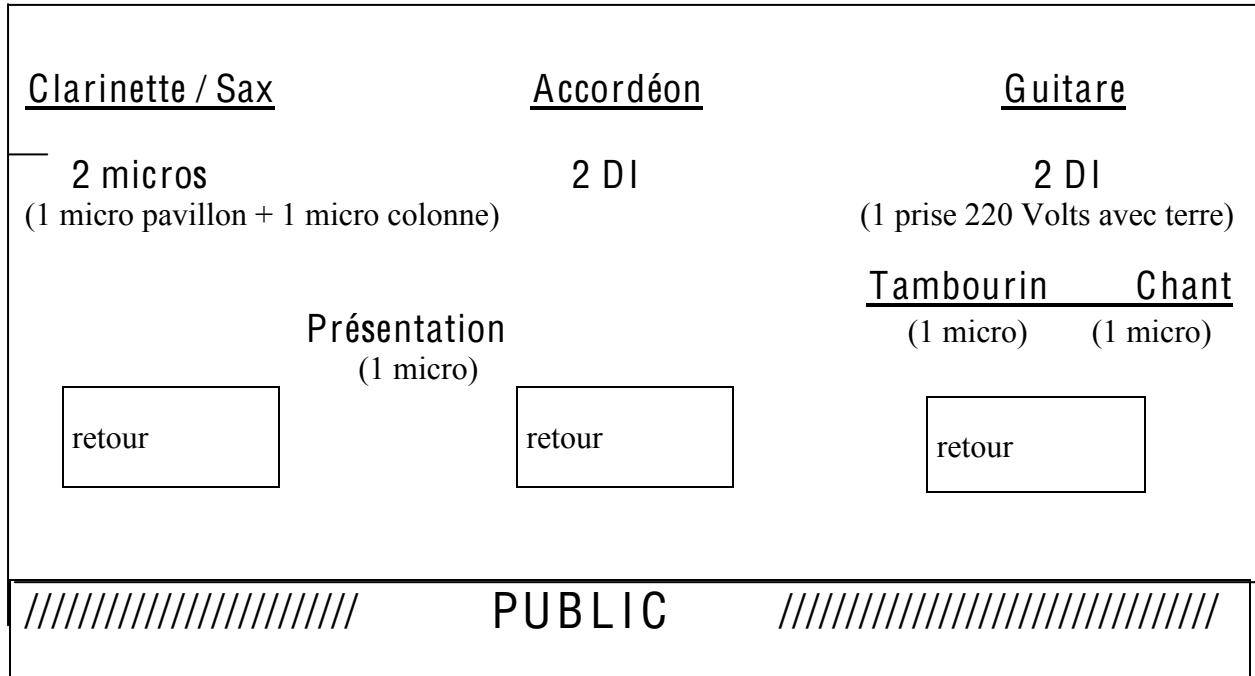 Clarinette / Sax Accordéon Guitare
2 micros 2 DI 2 DI
(1 micro pavillon + 1 micro colonne) (1 prise 220 Volts avec terre)
Tambourin Chant
Présentation (1 micro) (1 micro)
(1 micro)
retour retour retour
/////////////////////////// PUBLIC ///////////////////////////////////